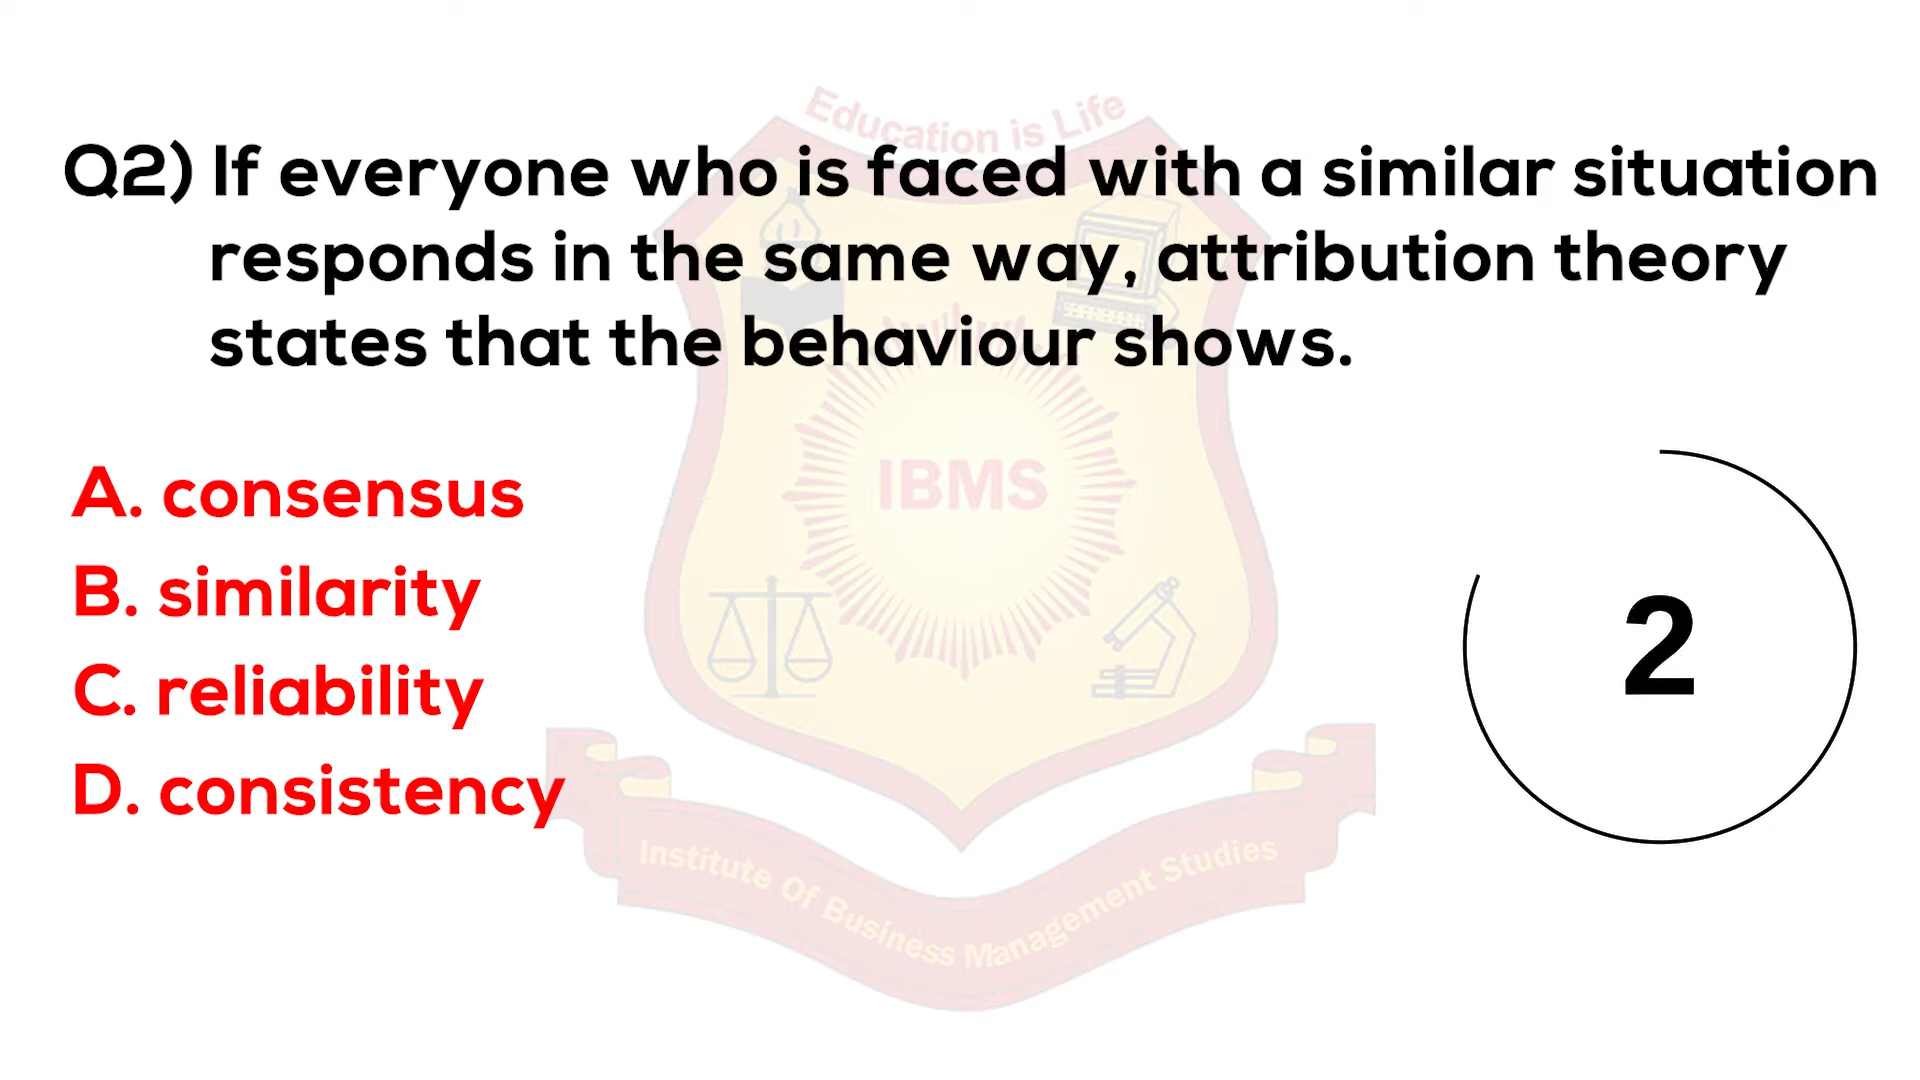 Education is Life
Q2) If everyone who is faced with a similar situation
responds in the same way, attribution theory
states that the behaviour shows.
IBMS
A. consensus
B. similarity
C. reliability
D. consistency
2
Institute Of Business Management Studies